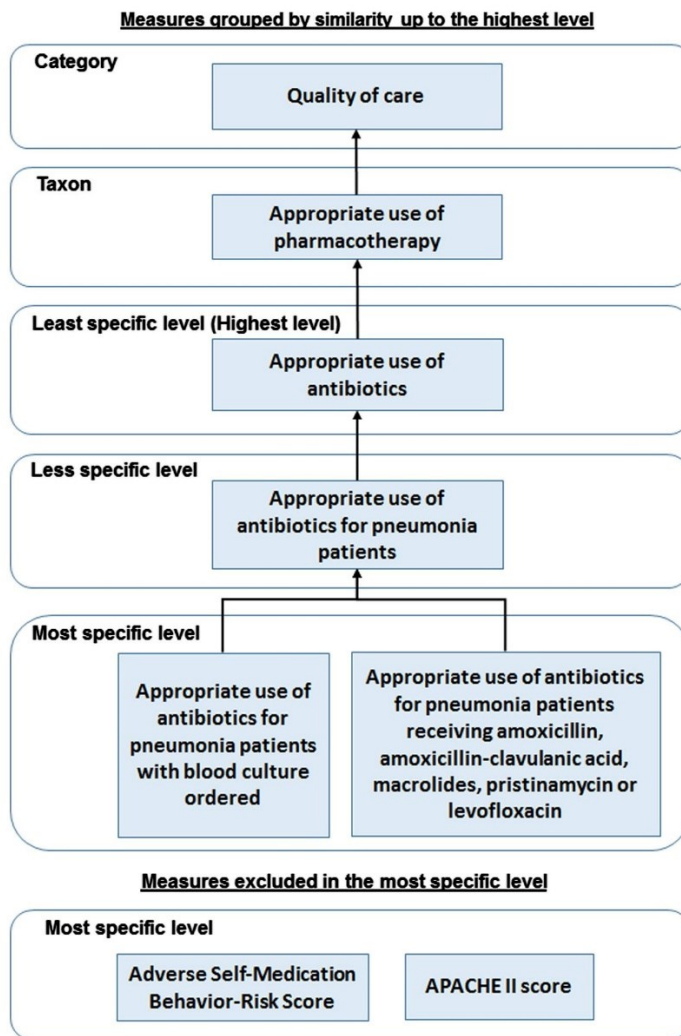 Measures grouped by similarity up to the highest level
Category
Quality of care
Taxon
Appropriate use of
pharmacotherapy
Least specific level (Highest level)
Appropriate use of
antibiotics
Less specific level
Appropriate use of
antibiotics for pneumonia
patients
Most specific level
Appropriate use of
antibiotics for
pneumonia patients
with blood culture
ordered
Appropriate use of antibiotics
for pneumonia patients
receiving amoxicillin,
amoxicillin-clavulanic acid,
macrolides, pristinamycin or
levofloxacin
Measures excluded in the most specific level
Most specific level
Adverse Self-Medication
Behavior-Risk Score
APACHE II score